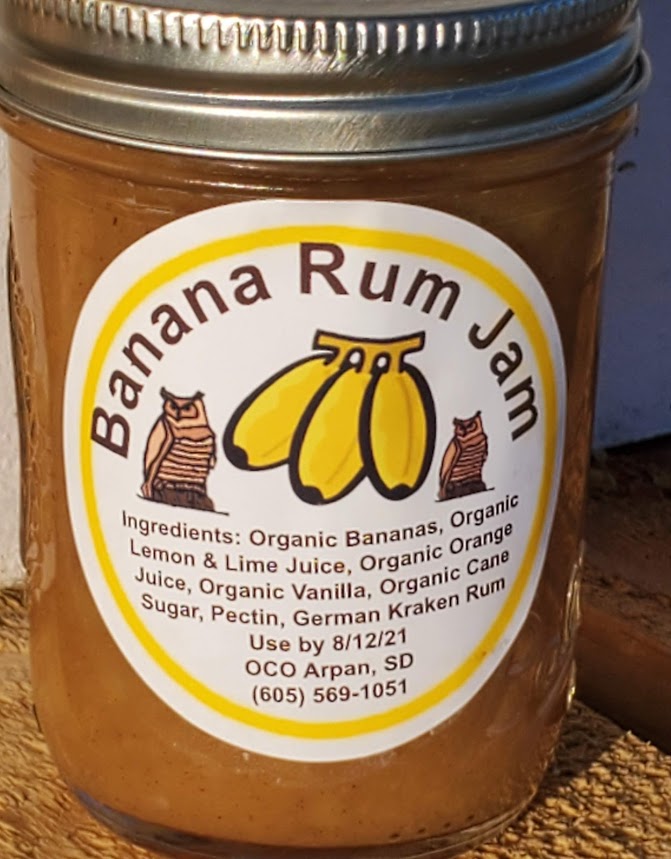 Banana Rum Jam
Ingredients: Organic Bananas, Organic
Lemon & Lime Juice, Organic Orange
Juice, Organic Vanilla, Organic Cane
Sugar, Pectin, German Kraken Rum
Use by 8/12/21
OCO Arpan, SD
(605) 569-1051